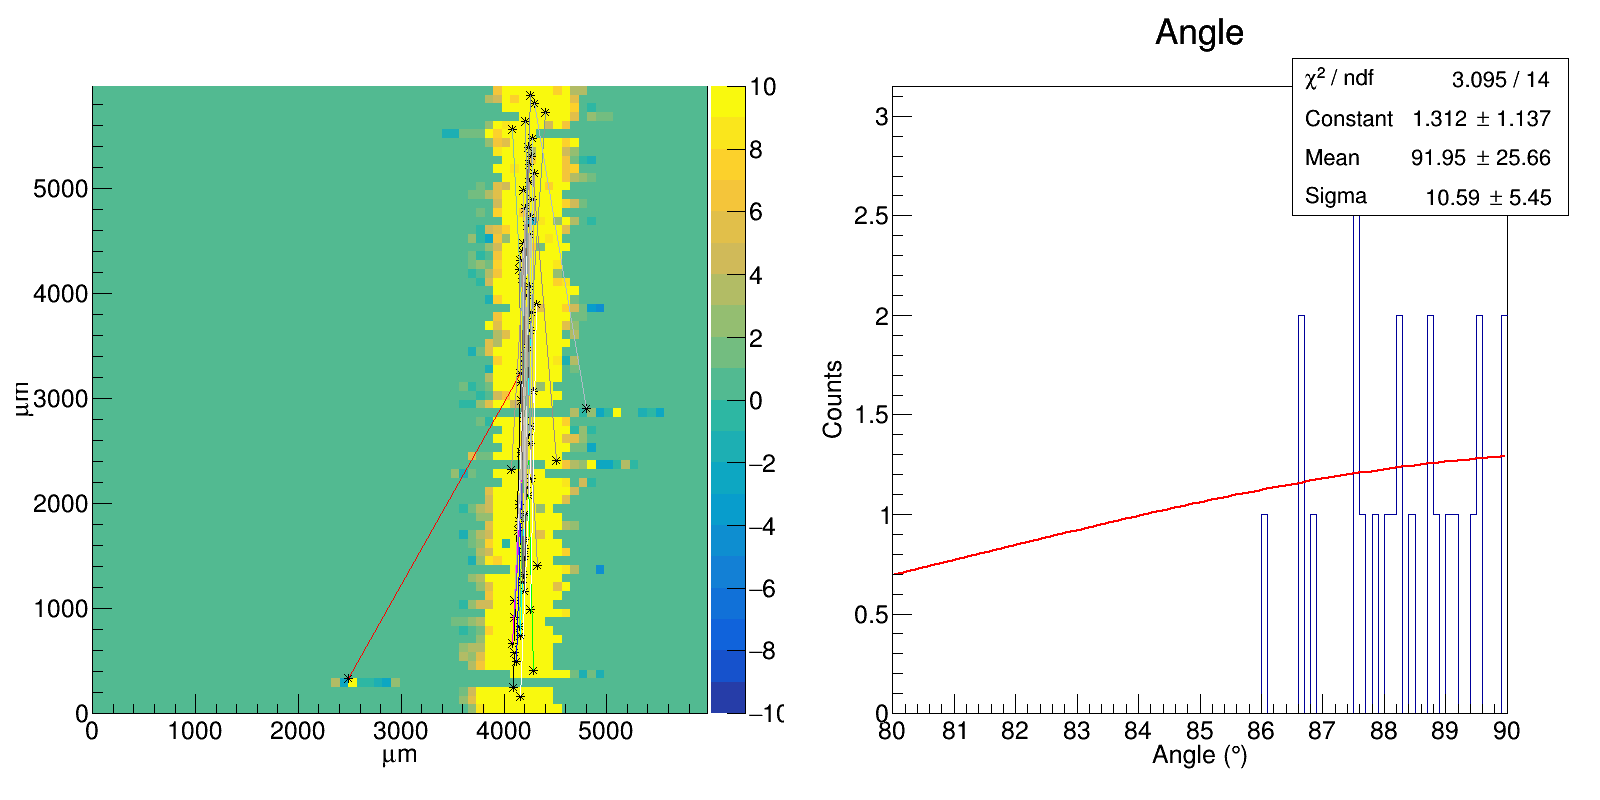 Angle
χ² / ndf 3.095 / 14
Constant 1.312 ± 1.137
Mean 91.95 ± 25.66
Sigma 10.59 ± 5.45
μm
5000
4000
3000
2000
1000
0
0 1000 2000 3000 4000 5000
μm
10
8
6
4
2
0
−2
−4
−6
−8
−10
Counts
3
2.5
2
1.5
1
0.5
0
80 81 82 83 84 85 86 87 88 89 90
Angle (°)